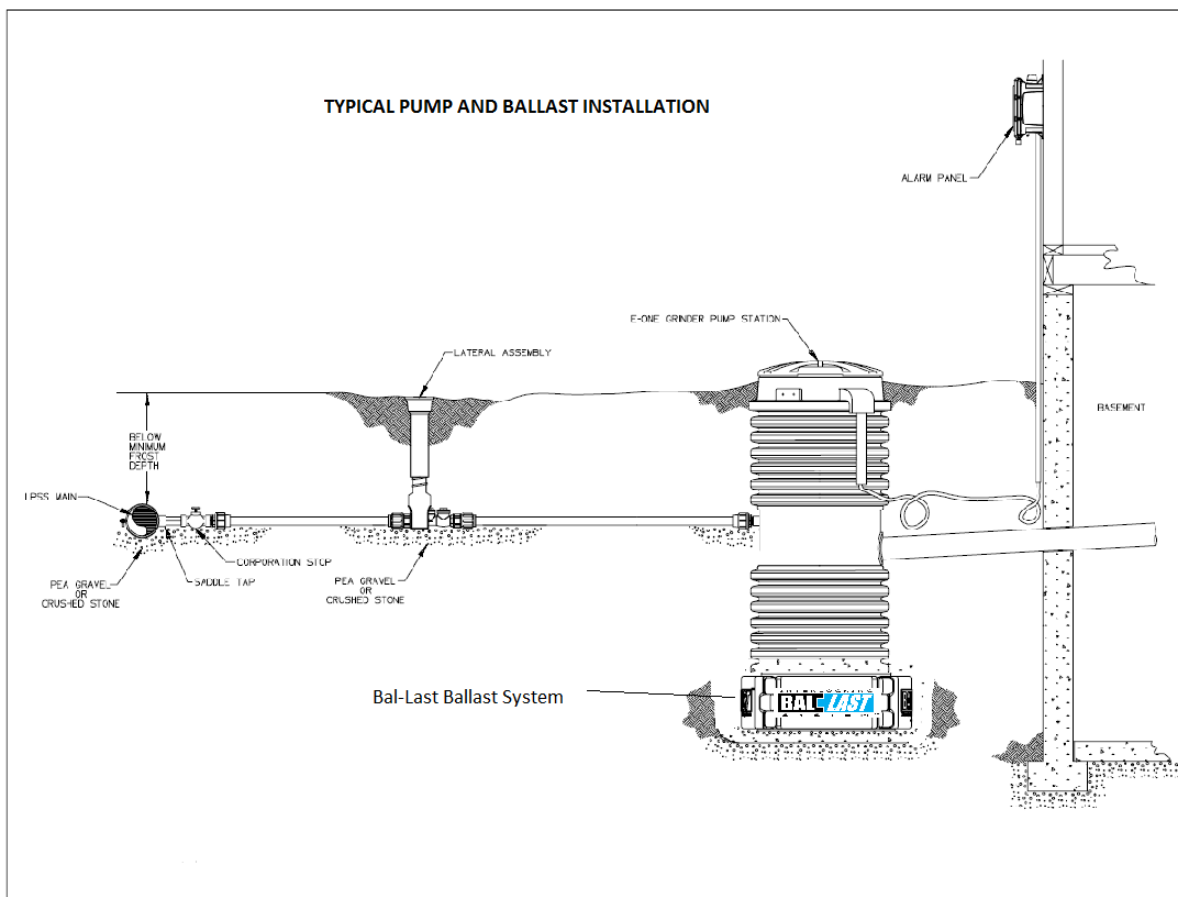 TYPICAL PUMP AND BALLAST INSTALLATION
ALARM PANEL
E-ONE GRINDER PUMP STATION
LATERAL ASSEMBLY
BASEMENT
BELOW
MINIMUM
FROST
DEPTH
LPSS MAIN
CORPORATION STOP
SADDLE TAP
PEA GRAVEL
OR
CRUSHED STONE
PEA GRAVEL
OR
CRUSHED STONE
Bal-Last Ballast System
BAL-LAST